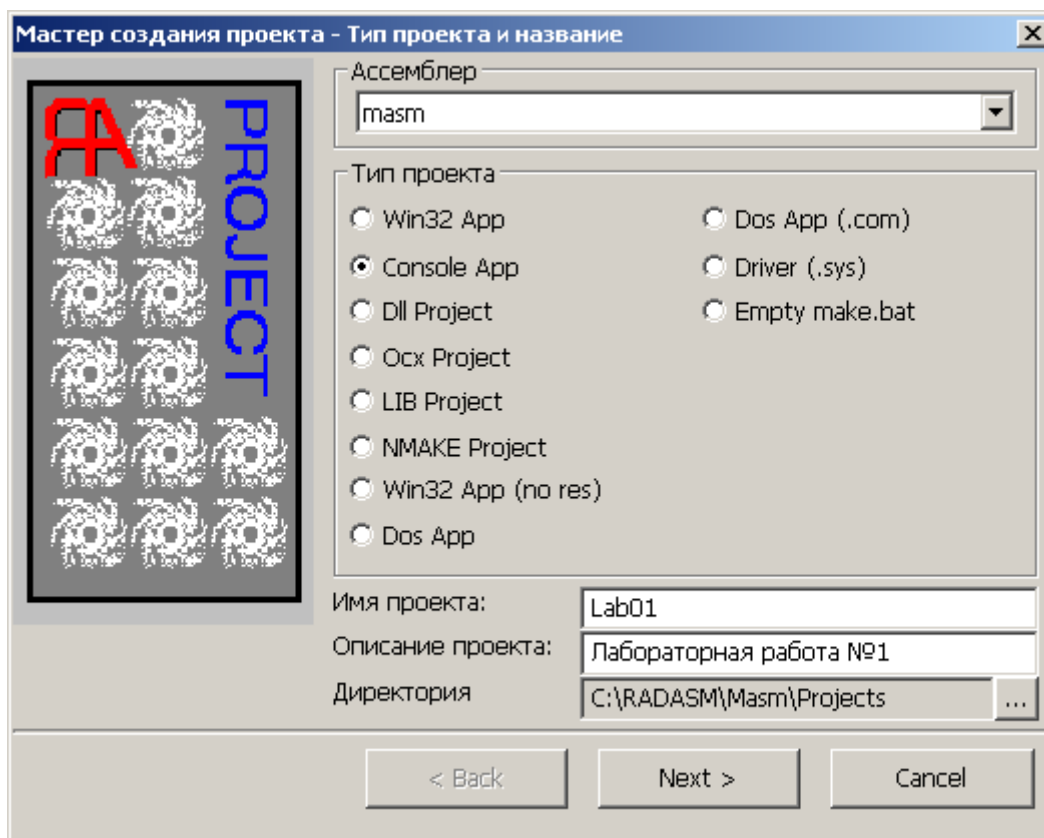 Мастер создания проекта - Тип проекта и название
RA
PROJECT
Ассемблер
masm
Тип проекта
Win32 App
Console App
Dll Project
Ocx Project
LIB Project
NMAKE Project
Win32 App (no res)
Dos App
Dos App (.com)
Driver (.sys)
Empty make.bat
Имя проекта:
Lab01
Описание проекта:
Лабораторная работа №1
Директория
C:\RADASM\Masm\Projects
...
< Back
Next >
Cancel